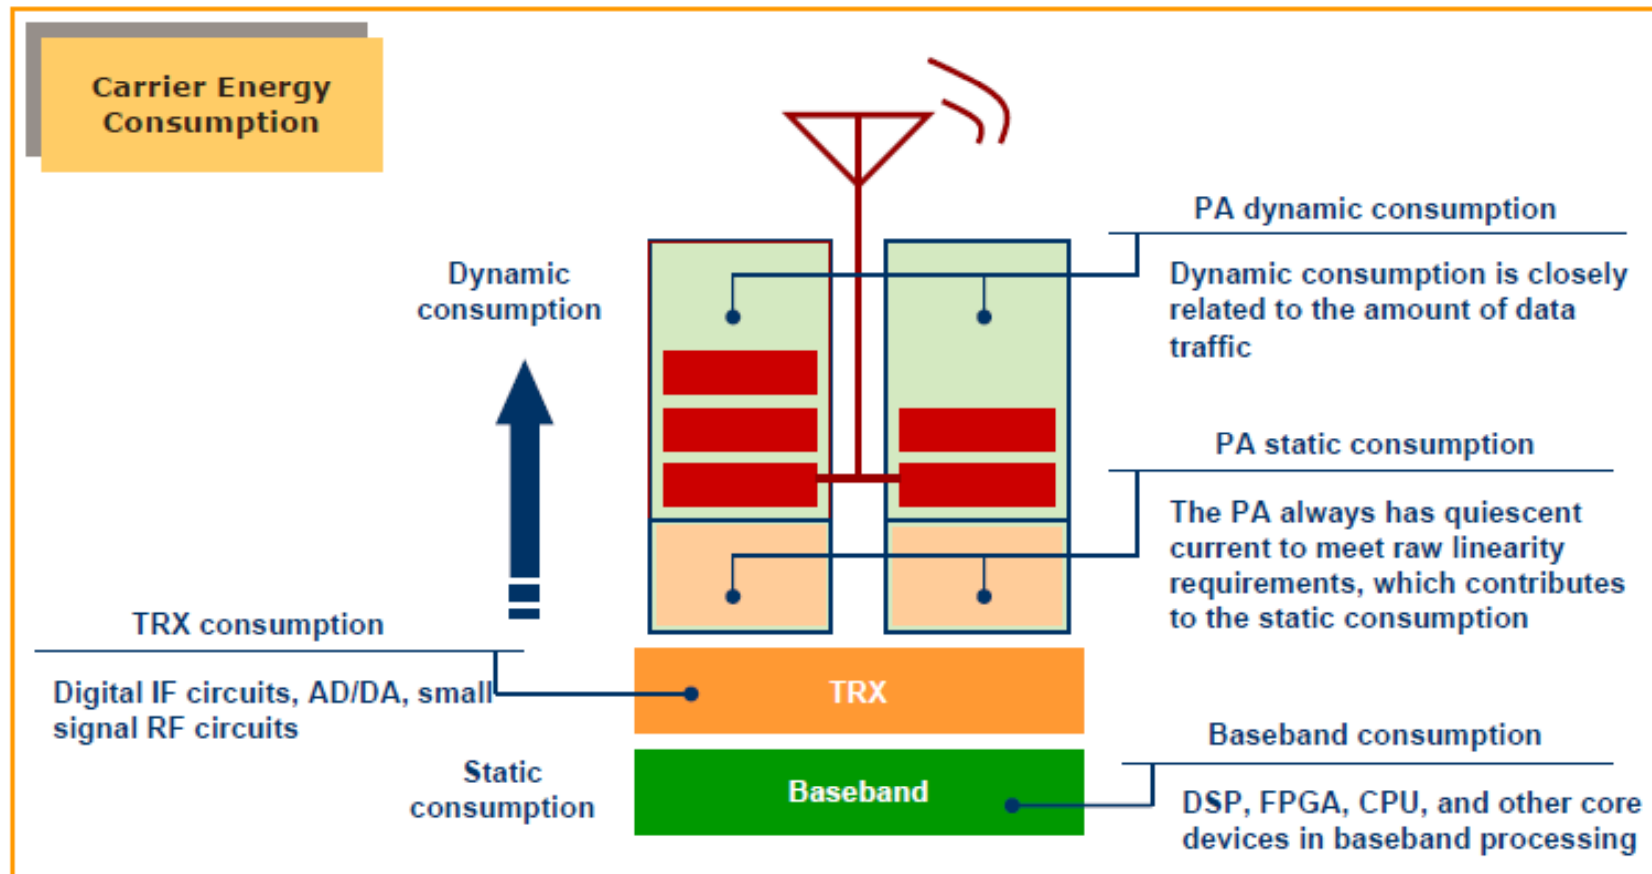 Carrier Energy
Consumption
PA dynamic consumption
Dynamic consumption is closely
related to the amount of data
traffic
Dynamic
consumption
PA static consumption
The PA always has quiescent
current to meet raw linearity
requirements, which contributes
to the static consumption
TRX consumption
Digital IF circuits, AD/DA, small
signal RF circuits
TRX
Static
consumption
Baseband
Baseband consumption
DSP, FPGA, CPU, and other core
devices in baseband processing